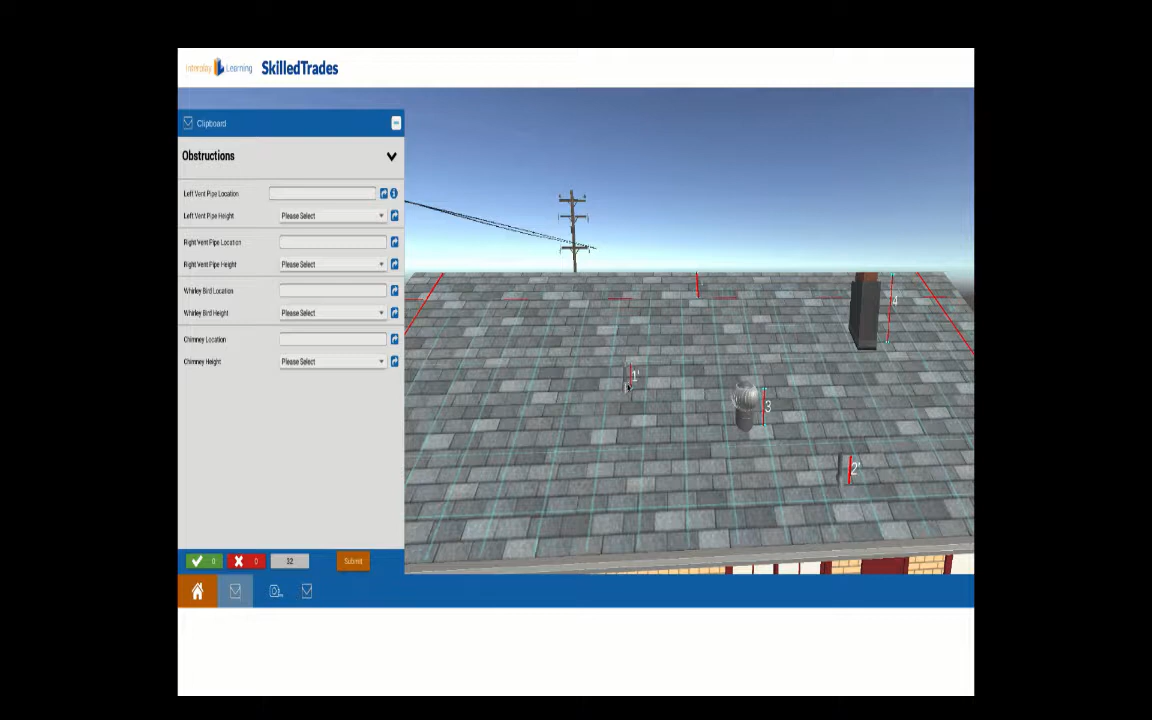 Interplay Learning SkilledTrades
Clipboard
Obstructions
Left Vent Pipe Location
Left Vent Pipe Height Please Select
Right Vent Pipe Location
Right Vent Pipe Height Please Select
Whirley Bird Location
Whirley Bird Height Please Select
Chimney Location
Chimney Height Please Select
4
1'
3
2'
0 0 32 Submit